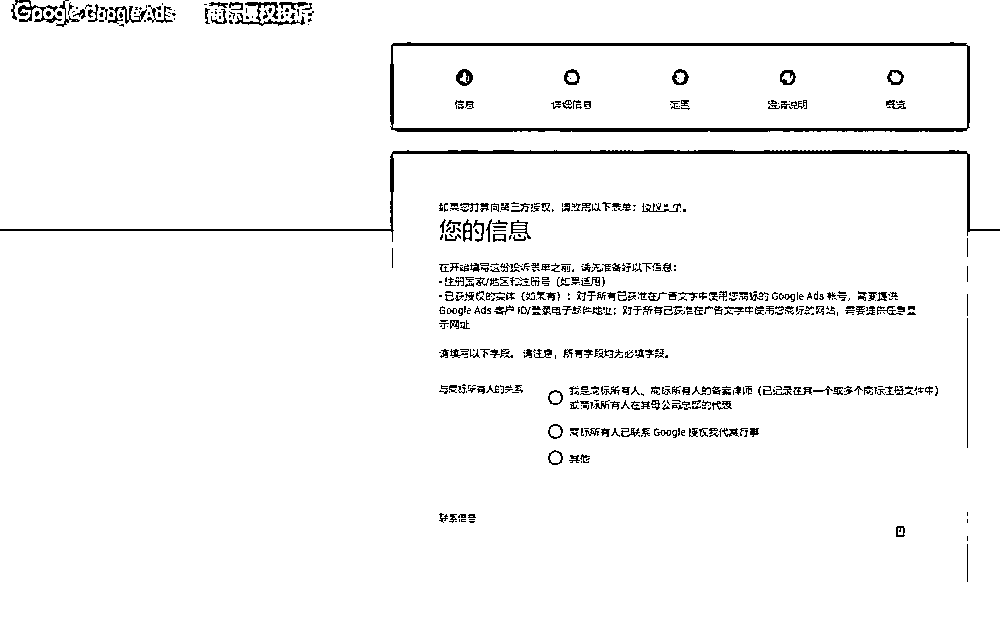 Google Google Ads 商标侵权投诉
信息 详细信息 范围 澄清说明 概览
如果您打算向第三方授权,请改用以下表单:授权表单。
您的信息
在开始填写这份投诉表单之前,请先准备好以下信息:
- 注册国家/地区和注册号(如果适用)
- 已获授权的实体(如果有):对于所有已获准在广告文字中使用您商标的 Google Ads 帐号,需要提供
Google Ads 客户 ID/登录电子邮件地址;对于所有已获准在广告文字中使用您商标的网站,需要提供任意显
示网址
请填写以下字段。 请注意,所有字段均为必填字段。
与商标所有人的关系
我是商标所有人、商标所有人的备案律师(已记录在其一个或多个商标注册文件中)
或商标所有人在其母公司总部的代表
商标所有人已联系 Google 授权我代其行事
其他
联系信息